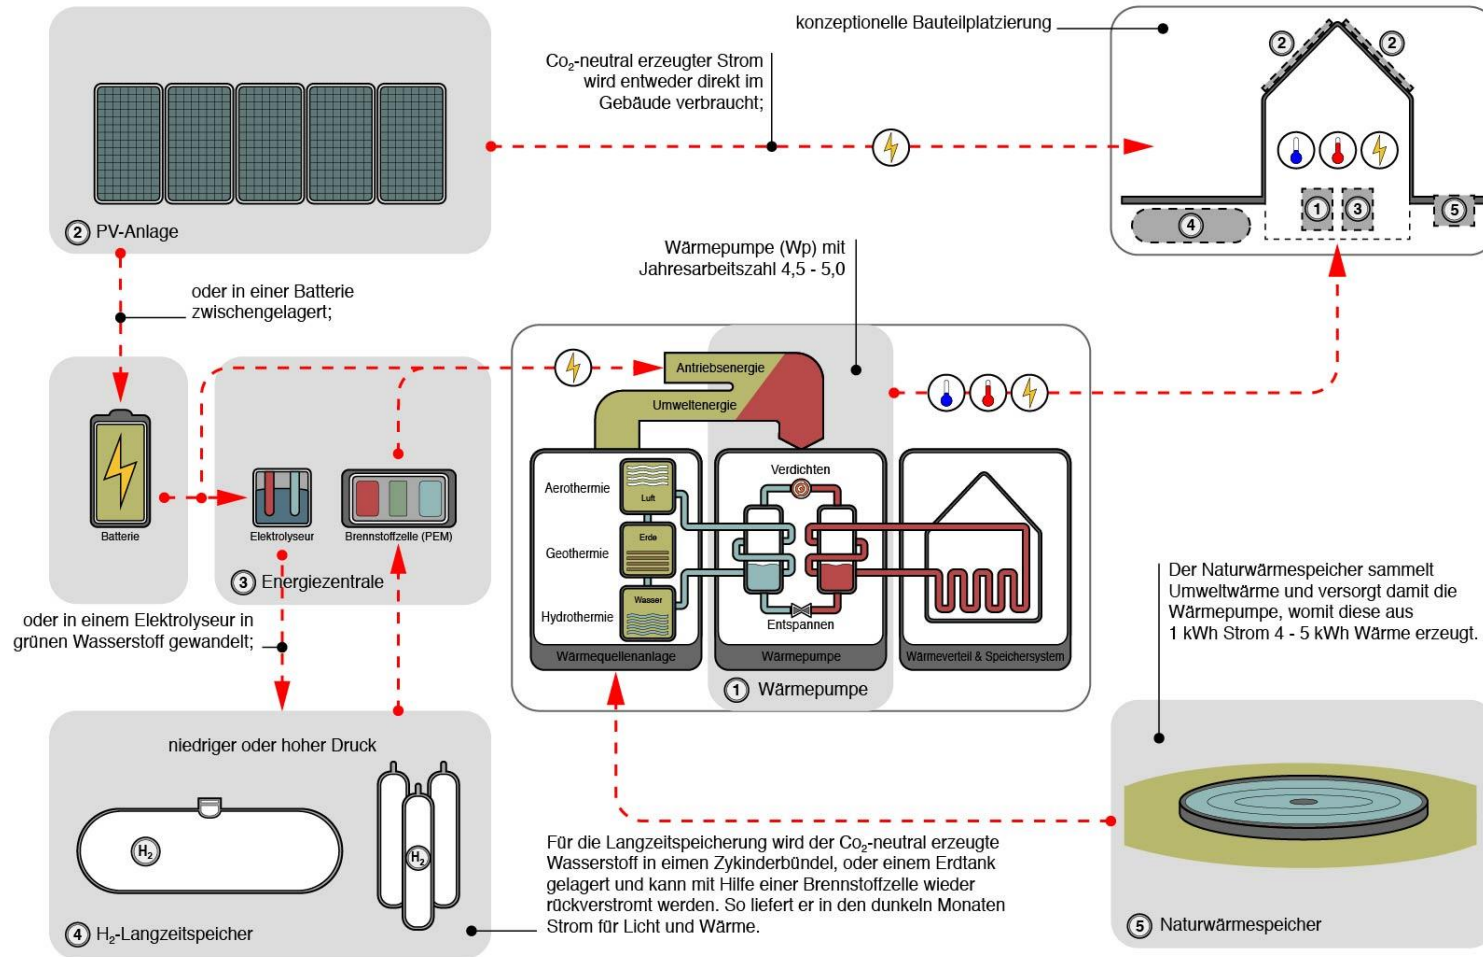 konzeptionelle Bauteilplatzierung
2
2
1
3
4
5
Co₂-neutral erzeugter Strom
wird entweder direkt im
Gebäude verbraucht;
2 PV-Anlage
oder in einer Batterie
zwischengelagert;
Wärmepumpe (Wp) mit
Jahresarbeitszahl 4,5 - 5,0
Batterie
Elektrolyseur
Brennstoffzelle (PEM)
3 Energiezentrale
oder in einem Elektrolyseur in
grünen Wasserstoff gewandelt;
Antriebsenergie
Umweltenergie
Aerothermie
Luft
Geothermie
Erde
Hydrothermie
Wasser
Wärmequellenanlage
Verdichten
Entspannen
Wärmepumpe
Wärmeverteil & Speichersystem
1 Wärmepumpe
Der Naturwärmespeicher sammelt
Umweltwärme und versorgt damit die
Wärmepumpe, womit diese aus
1 kWh Strom 4 - 5 kWh Wärme erzeugt.
niedriger oder hoher Druck
H₂
H₂
4 H₂-Langzeitspeicher
Für die Langzeitspeicherung wird der Co₂-neutral erzeugte
Wasserstoff in eimen Zykinderbündel, oder einem Erdtank
gelagert und kann mit Hilfe einer Brennstoffzelle wieder
rückverstromt werden. So liefert er in den dunkeln Monaten
Strom für Licht und Wärme.
5 Naturwärmespeicher